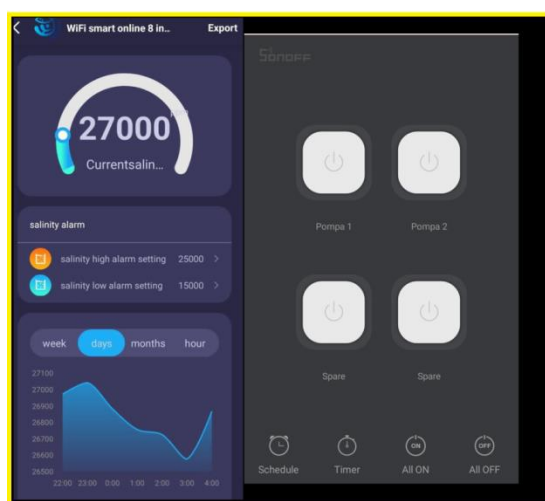 WiFi smart online 8 in..
Export
27000
Currentsalin...
salinity alarm
salinity high alarm setting 25000
salinity low alarm setting 15000
week days months hour
27100
27000
26900
26800
26700
26600
26500
22:00 23:00 0:00 1:00 2:00 3:00 4:00
SONOFF
Pompa 1 Pompa 2
Spare Spare
ON OFF
Schedule Timer All ON All OFF